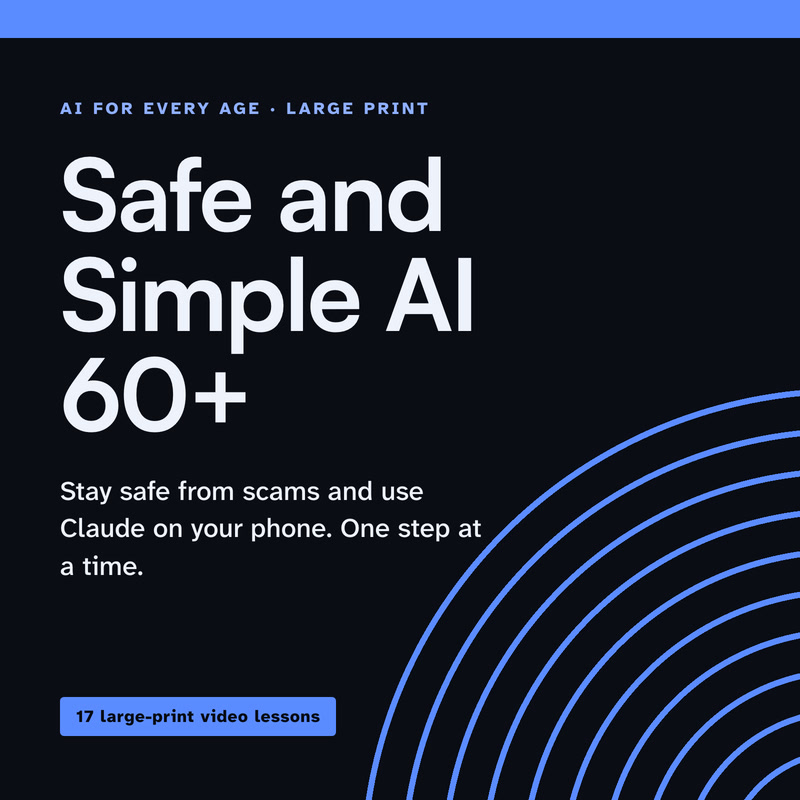 AI FOR EVERY AGE · LARGE PRINT
Safe and
Simple AI
60+
Stay safe from scams and use
Claude on your phone. One step at
a time.
17 large-print video lessons